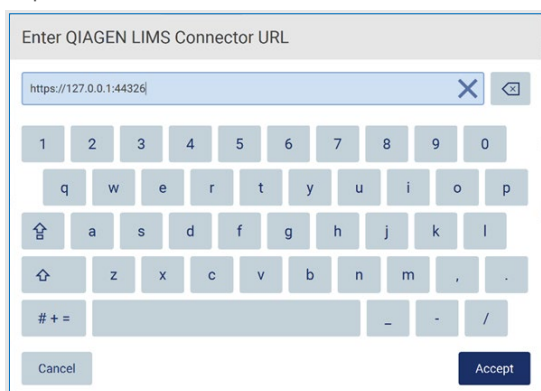 Enter QIAGEN LIMS Connector URL
https://127.0.0.1:44326
1 2 3 4 5 6 7 8 9 0
q w e r t y u i o p
a s d f g h j k l
z x c v b n m , .
# + = _ - /
Cancel Accept